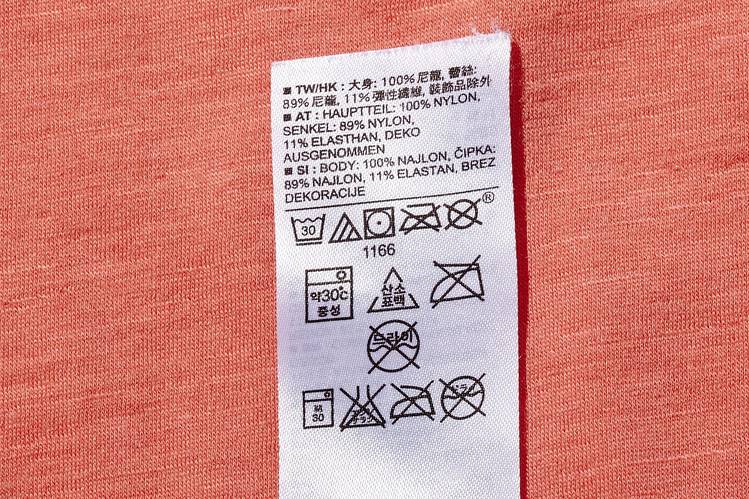 ■ TW/HK : 大身: 100% 尼龍, 蕾絲:
89% 尼龍, 11% 彈性纖維, 裝飾品除外
■ AT : HAUPTTEIL: 100% NYLON,
SENKEL: 89% NYLON,
11% ELASTHAN, DEKO
AUSGENOMMEN
■ SI : BODY: 100% NAJLON, ČIPKA:
89% NAJLON, 11% ELASTAN, BREZ
DEKORACIJE
30 ®
1166
약30℃
중성
산소
표백
드라이
30